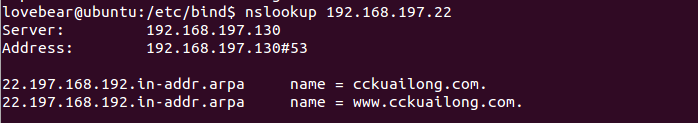 lovebear@ubuntu:/etc/bind$ nslookup 192.168.197.22
Server: 192.168.197.130
Address: 192.168.197.130#53
22.197.168.192.in-addr.arpa name = cckuailong.com.
22.197.168.192.in-addr.arpa name = www.cckuailong.com.